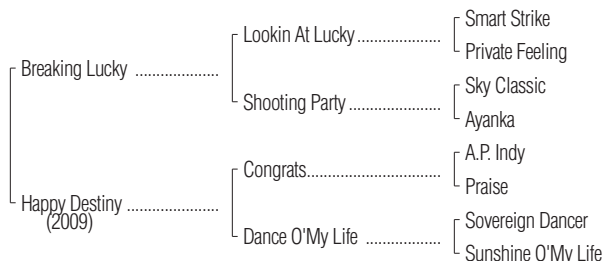 Smart Strike
Lookin At Lucky ....................
Private Feeling
Breaking Lucky ....................
Sky Classic
Shooting Party ......................
Ayanka
A.P. Indy
Congrats................................
Praise
Happy Destiny ......................
(2009)
Sovereign Dancer
Dance O'My Life ..................
Sunshine O'My Life